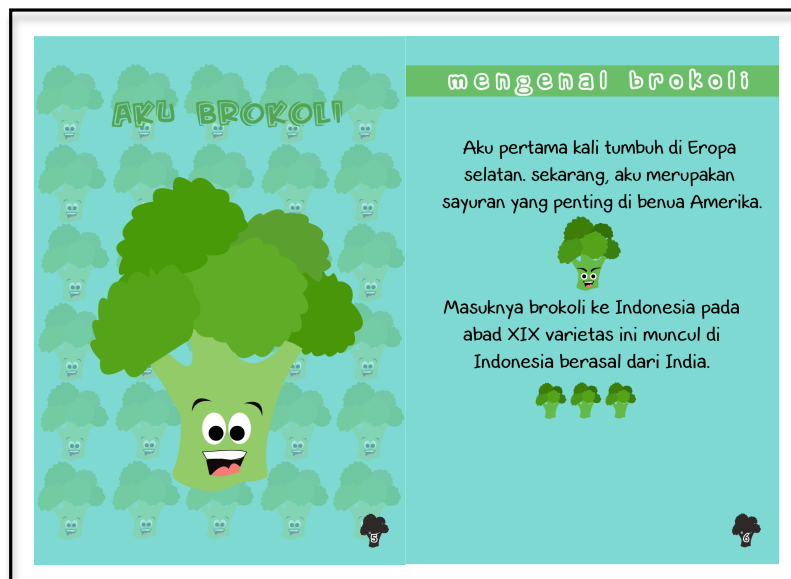 AKU BROKOLI
5
mengenal brokoli
Aku pertama kali tumbuh di Eropa
selatan. sekarang, aku merupakan
sayuran yang penting di benua Amerika.
Masuknya brokoli ke Indonesia pada
abad XIX varietas ini muncul di
Indonesia berasal dari India.
6